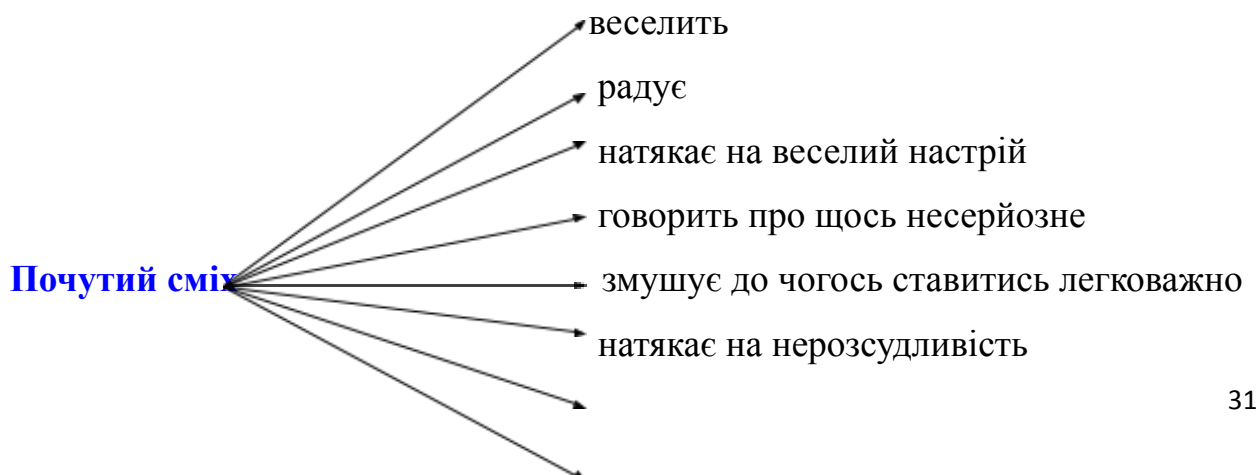 веселить
радує
натякає на веселий настрій
говорить про щось несерйозне
Почутий сміх
змушує до чогось ставитись легковажно
натякає на нерозсудливість
31